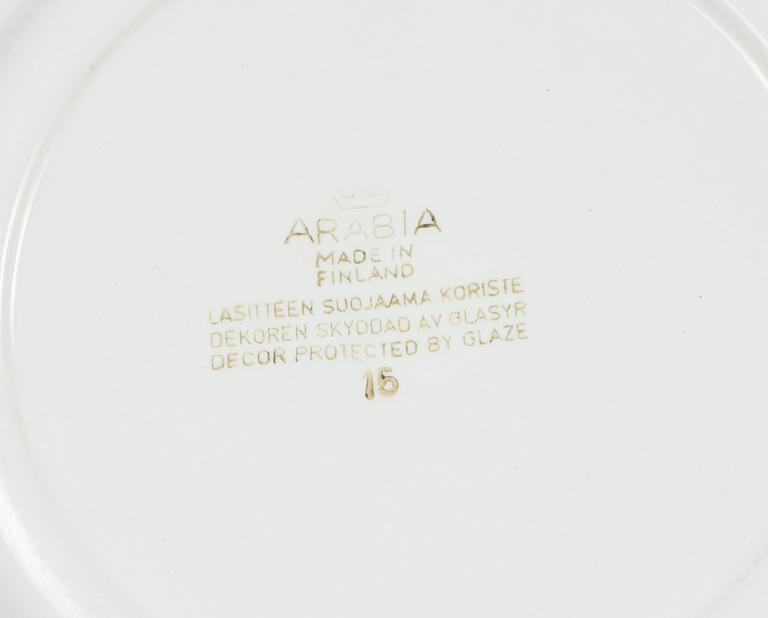 ARABIA
MADE IN
FINLAND
LASITTEEN SUOJAAMA KORISTE
DEKOREN SKYDDAD AV GLASYR
DECOR PROTECTED BY GLAZE
15